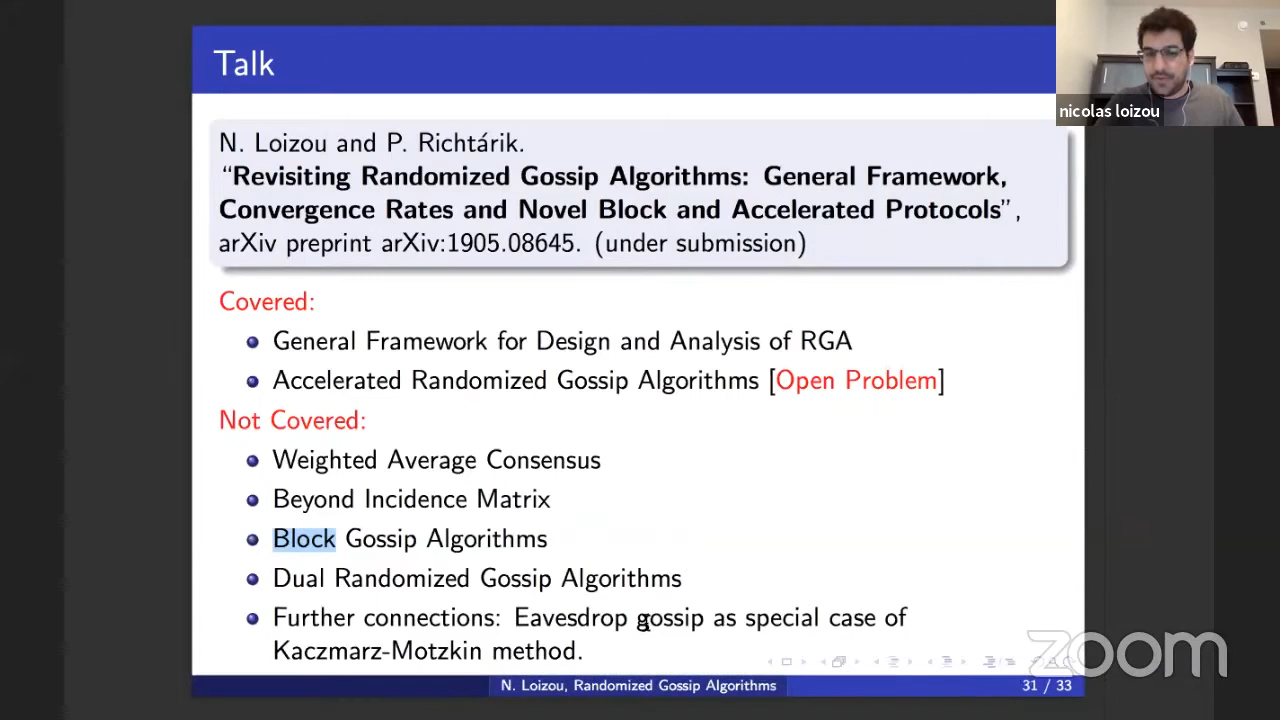 Talk
nicolas loizou
N. Loizou and P. Richtárik.
“Revisiting Randomized Gossip Algorithms: General Framework,
Convergence Rates and Novel Block and Accelerated Protocols”,
arXiv preprint arXiv:1905.08645. (under submission)
Covered:
General Framework for Design and Analysis of RGA
Accelerated Randomized Gossip Algorithms [Open Problem]
Not Covered:
Weighted Average Consensus
Beyond Incidence Matrix
Block Gossip Algorithms
Dual Randomized Gossip Algorithms
Further connections: Eavesdrop gossip as special case of
Kaczmarz-Motzkin method.
zoom
N. Loizou, Randomized Gossip Algorithms
31 / 33